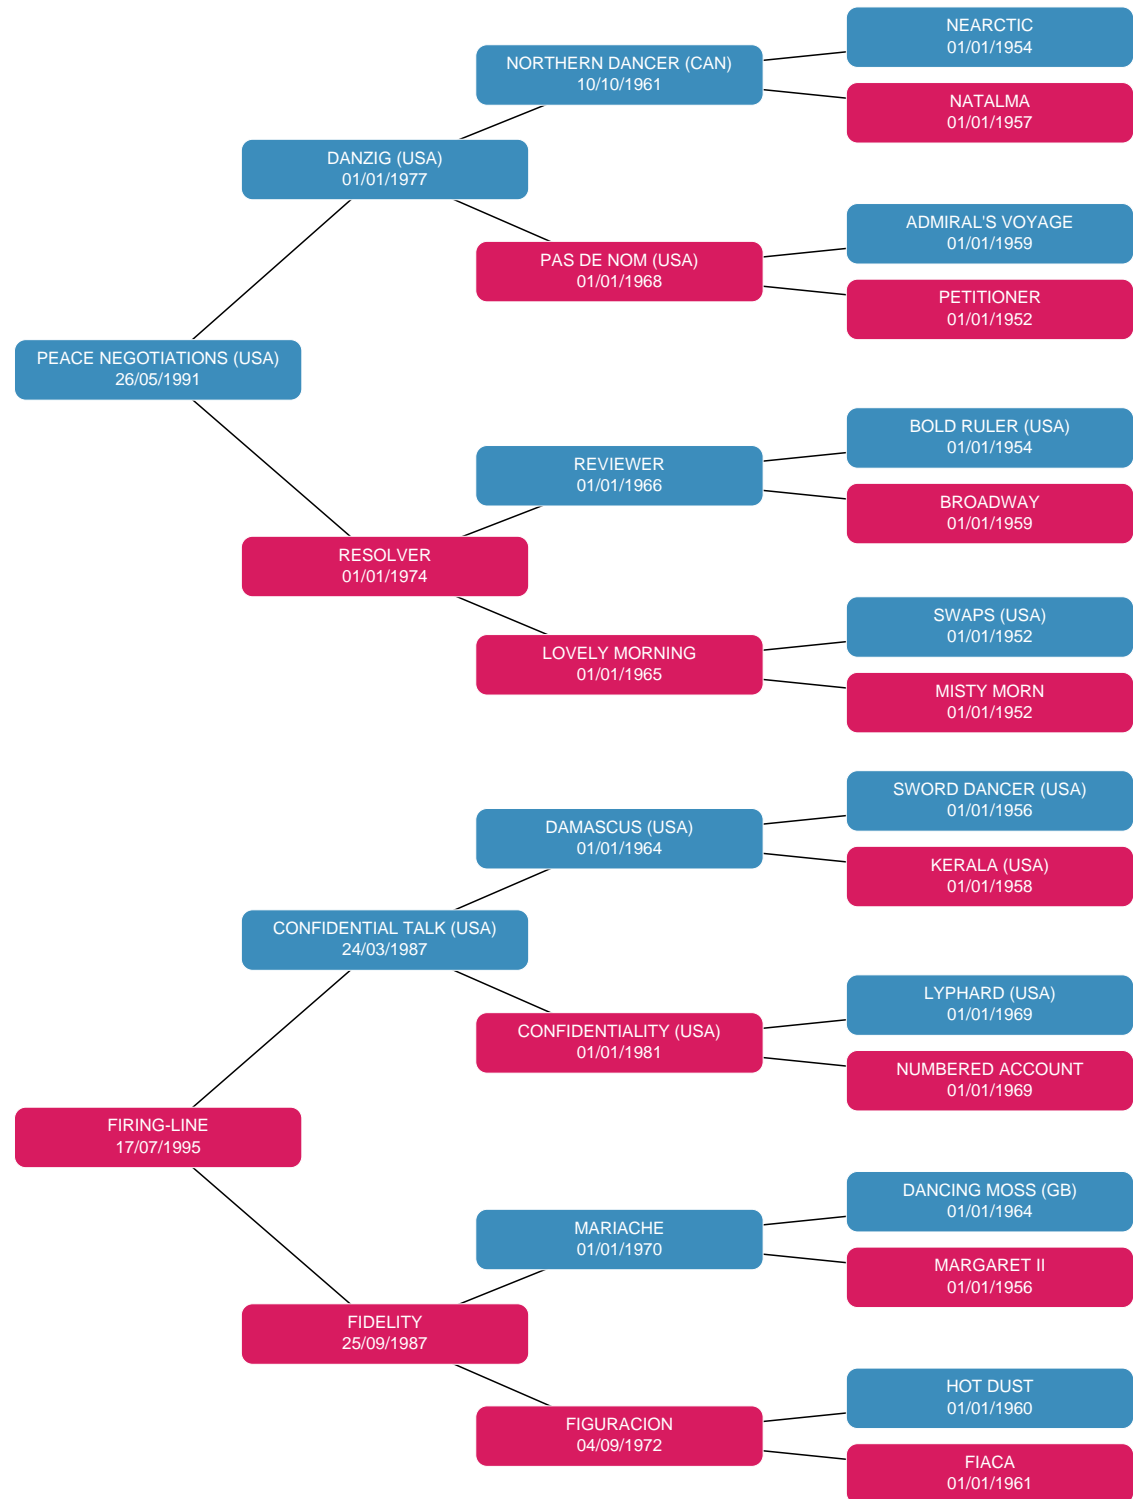 NEARCTIC
01/01/1954
NORTHERN DANCER (CAN)
10/10/1961
NATALMA
01/01/1957
DANZIG (USA)
01/01/1977
ADMIRAL'S VOYAGE
01/01/1959
PAS DE NOM (USA)
01/01/1968
PETITIONER
01/01/1952
PEACE NEGOTIATIONS (USA)
26/05/1991
BOLD RULER (USA)
01/01/1954
REVIEWER
01/01/1966
BROADWAY
01/01/1959
RESOLVER
01/01/1974
SWAPS (USA)
01/01/1952
LOVELY MORNING
01/01/1965
MISTY MORN
01/01/1952
SWORD DANCER (USA)
01/01/1956
DAMASCUS (USA)
01/01/1964
KERALA (USA)
01/01/1958
CONFIDENTIAL TALK (USA)
24/03/1987
LYPHARD (USA)
01/01/1969
CONFIDENTIALITY (USA)
01/01/1981
NUMBERED ACCOUNT
01/01/1969
FIRING-LINE
17/07/1995
DANCING MOSS (GB)
01/01/1964
MARIACHE
01/01/1970
MARGARET II
01/01/1956
FIDELITY
25/09/1987
HOT DUST
01/01/1960
FIGURACION
04/09/1972
FIACA
01/01/1961